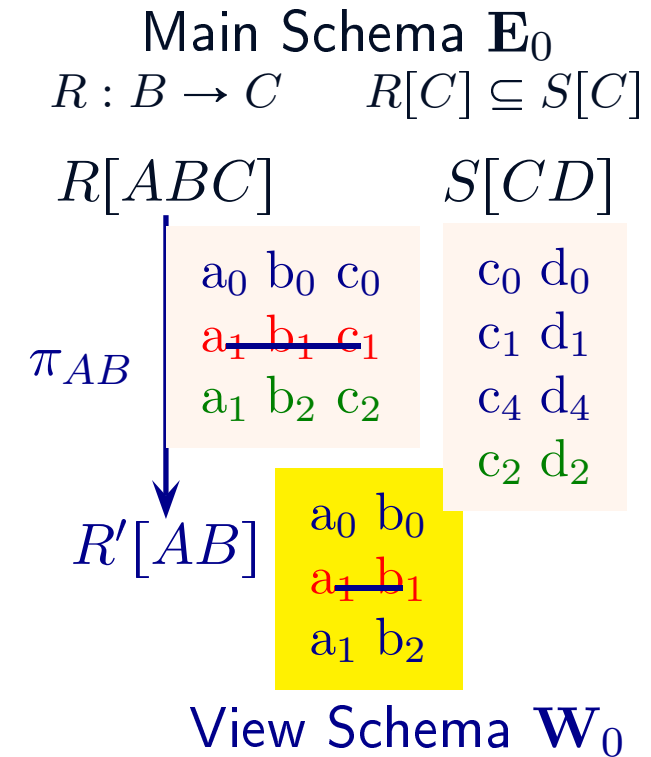 Main Schema E₀
R : B → C R[C] ⊆ S[C]
R[ABC] S[CD]
a₀ b₀ c₀ c₀ d₀
a₁ b₁ c₁ c₁ d₁
π_AB a₁ b₂ c₂ c₄ d₄
c₂ d₂
R′[AB] a₀ b₀
a₁ b₁
a₁ b₂
View Schema W₀